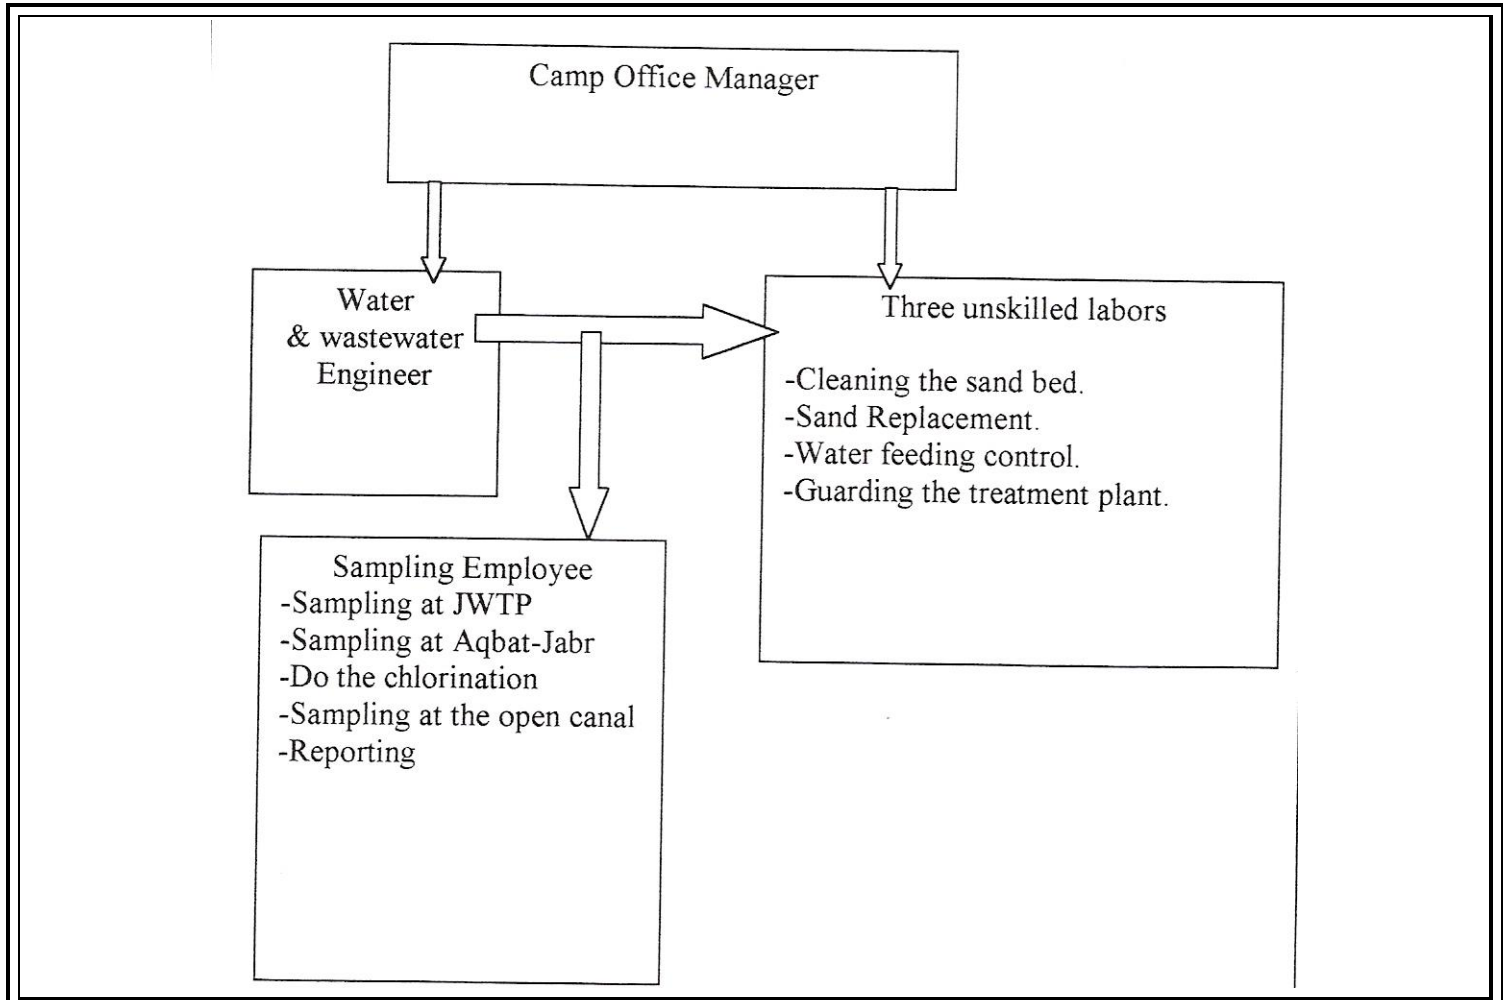 Camp Office Manager
Water
& wastewater
Engineer
Three unskilled labors
-Cleaning the sand bed.
-Sand Replacement.
-Water feeding control.
-Guarding the treatment plant.
Sampling Employee
-Sampling at JWTP
-Sampling at Aqbat-Jabr
-Do the chlorination
-Sampling at the open canal
-Reporting